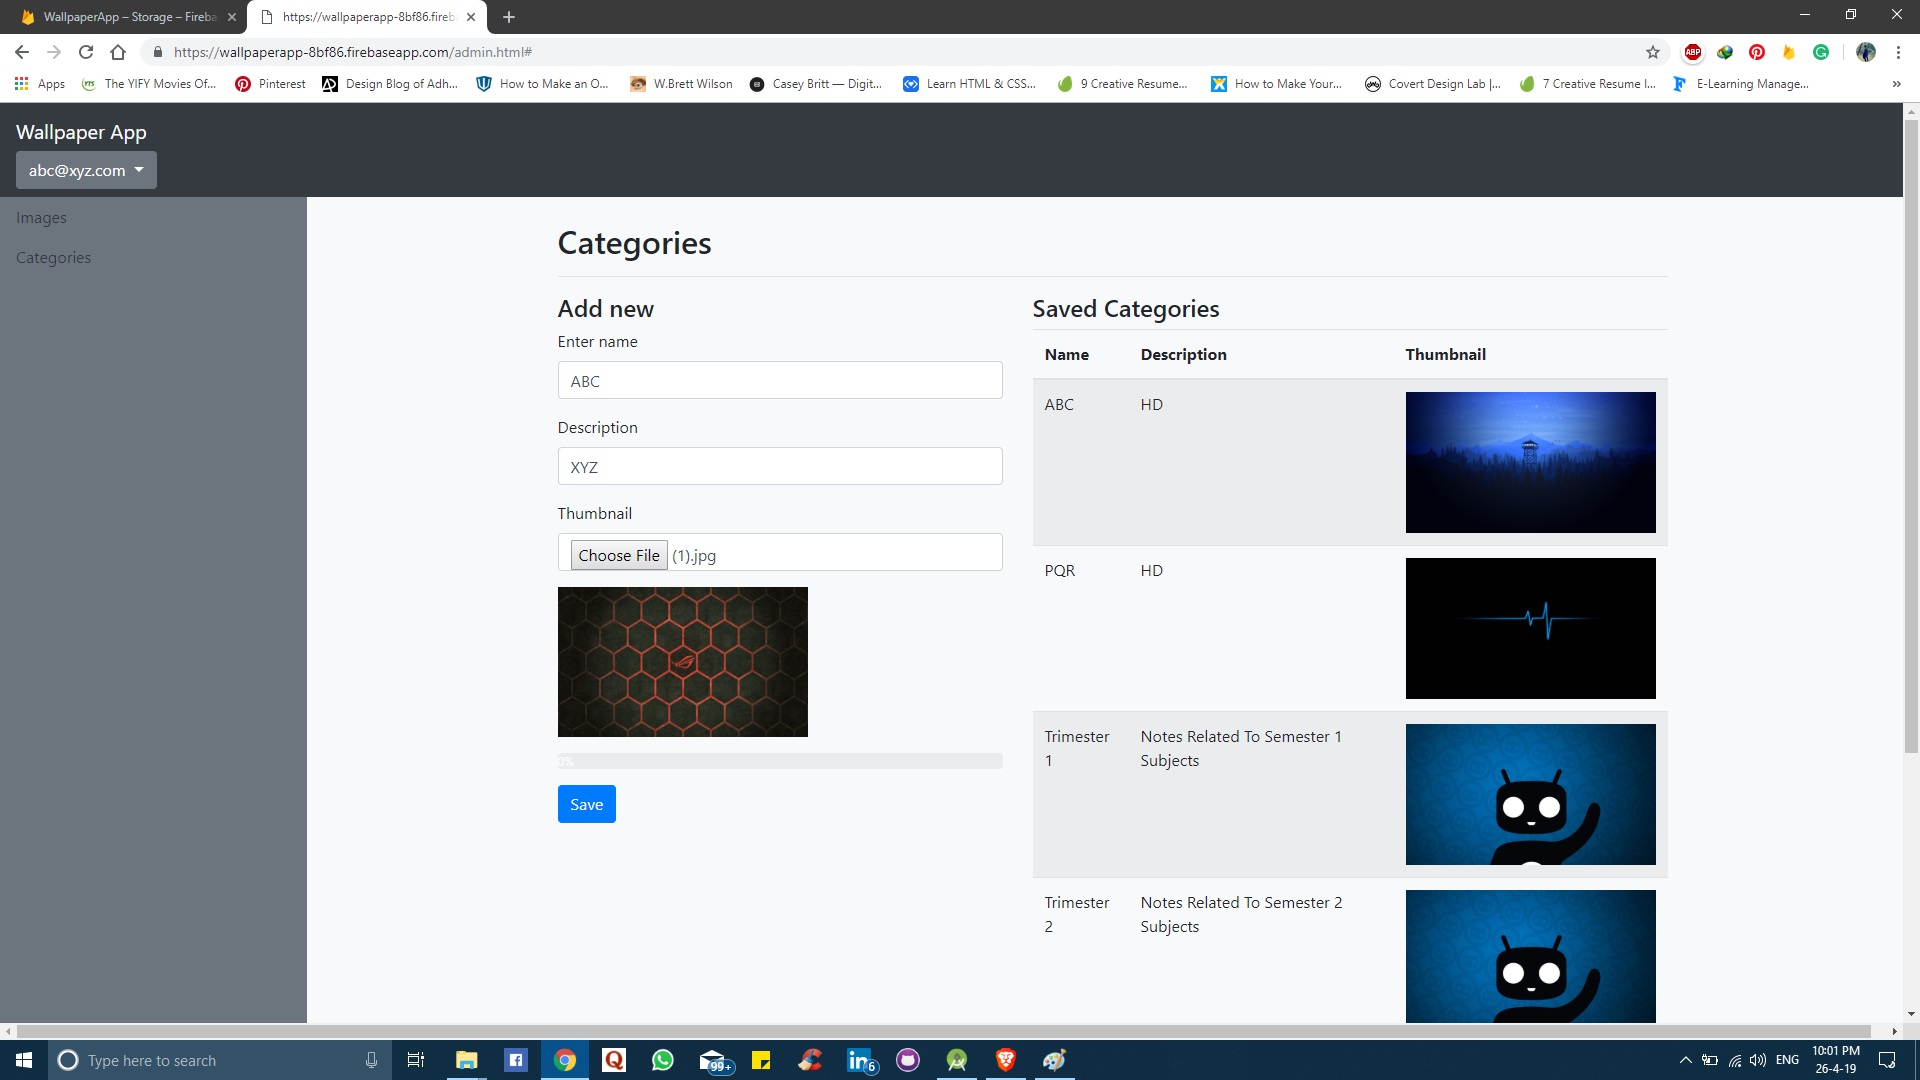 WallpaperApp – Storage – Fireba
https://wallpaperapp-8bf86.fireb
https://wallpaperapp-8bf86.firebaseapp.com/admin.html#
ABP
Apps
The YIFY Movies Of...
Pinterest
Design Blog of Adh...
How to Make an O...
W.Brett Wilson
Casey Britt — Digit...
Learn HTML & CSS...
9 Creative Resume...
How to Make Your...
Covert Design Lab |...
7 Creative Resume I...
E-Learning Manage...
»
Wallpaper App
abc@xyz.com
Images
Categories
Categories
Add new
Enter name
ABC
Description
XYZ
Thumbnail
Choose File (1).jpg
0%
Save
Saved Categories
Name Description Thumbnail
ABC HD
PQR HD
Trimester Notes Related To Semester 1
1 Subjects
Trimester Notes Related To Semester 2
2 Subjects
Type here to search
99+
6
ENG
10:01 PM
26-4-19